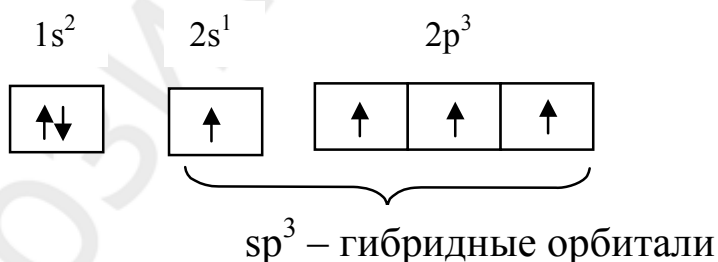 1s² 2s¹ 2p³
sp³ – гибридные орбитали